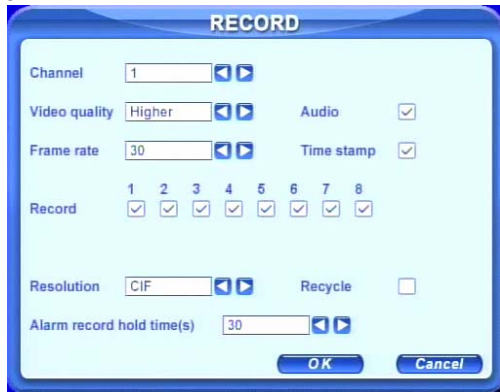 RECORD
Channel 1
Video quality Higher Audio
Frame rate 30 Time stamp
1 2 3 4 5 6 7 8
Record
Resolution CIF Recycle
Alarm record hold time(s) 30
OK Cancel